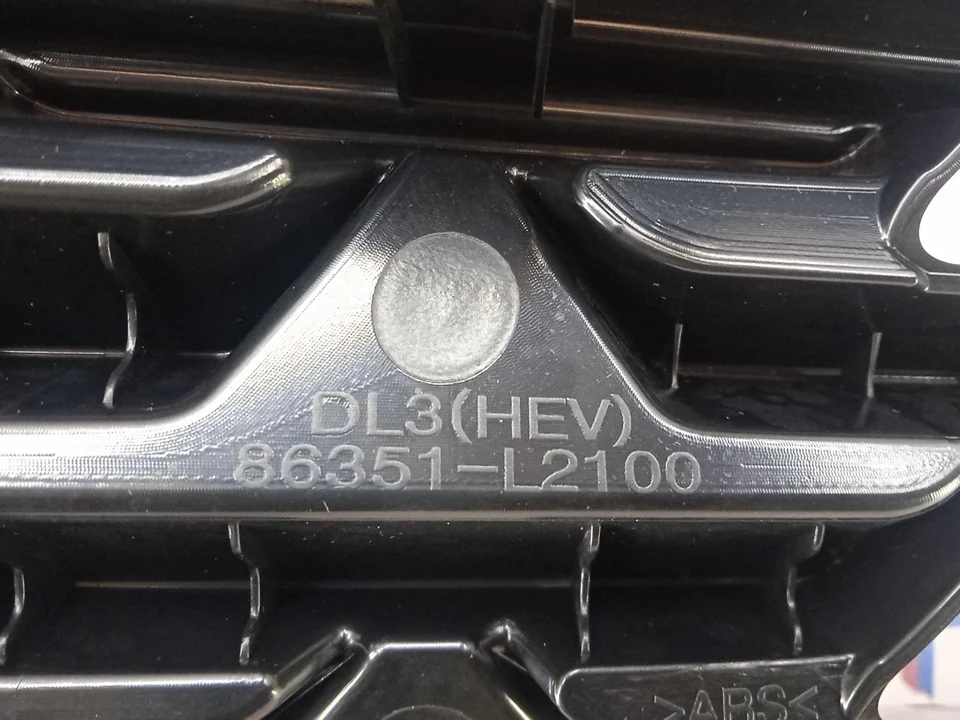 DL3(HEV)
86351-L2100
>ABS<